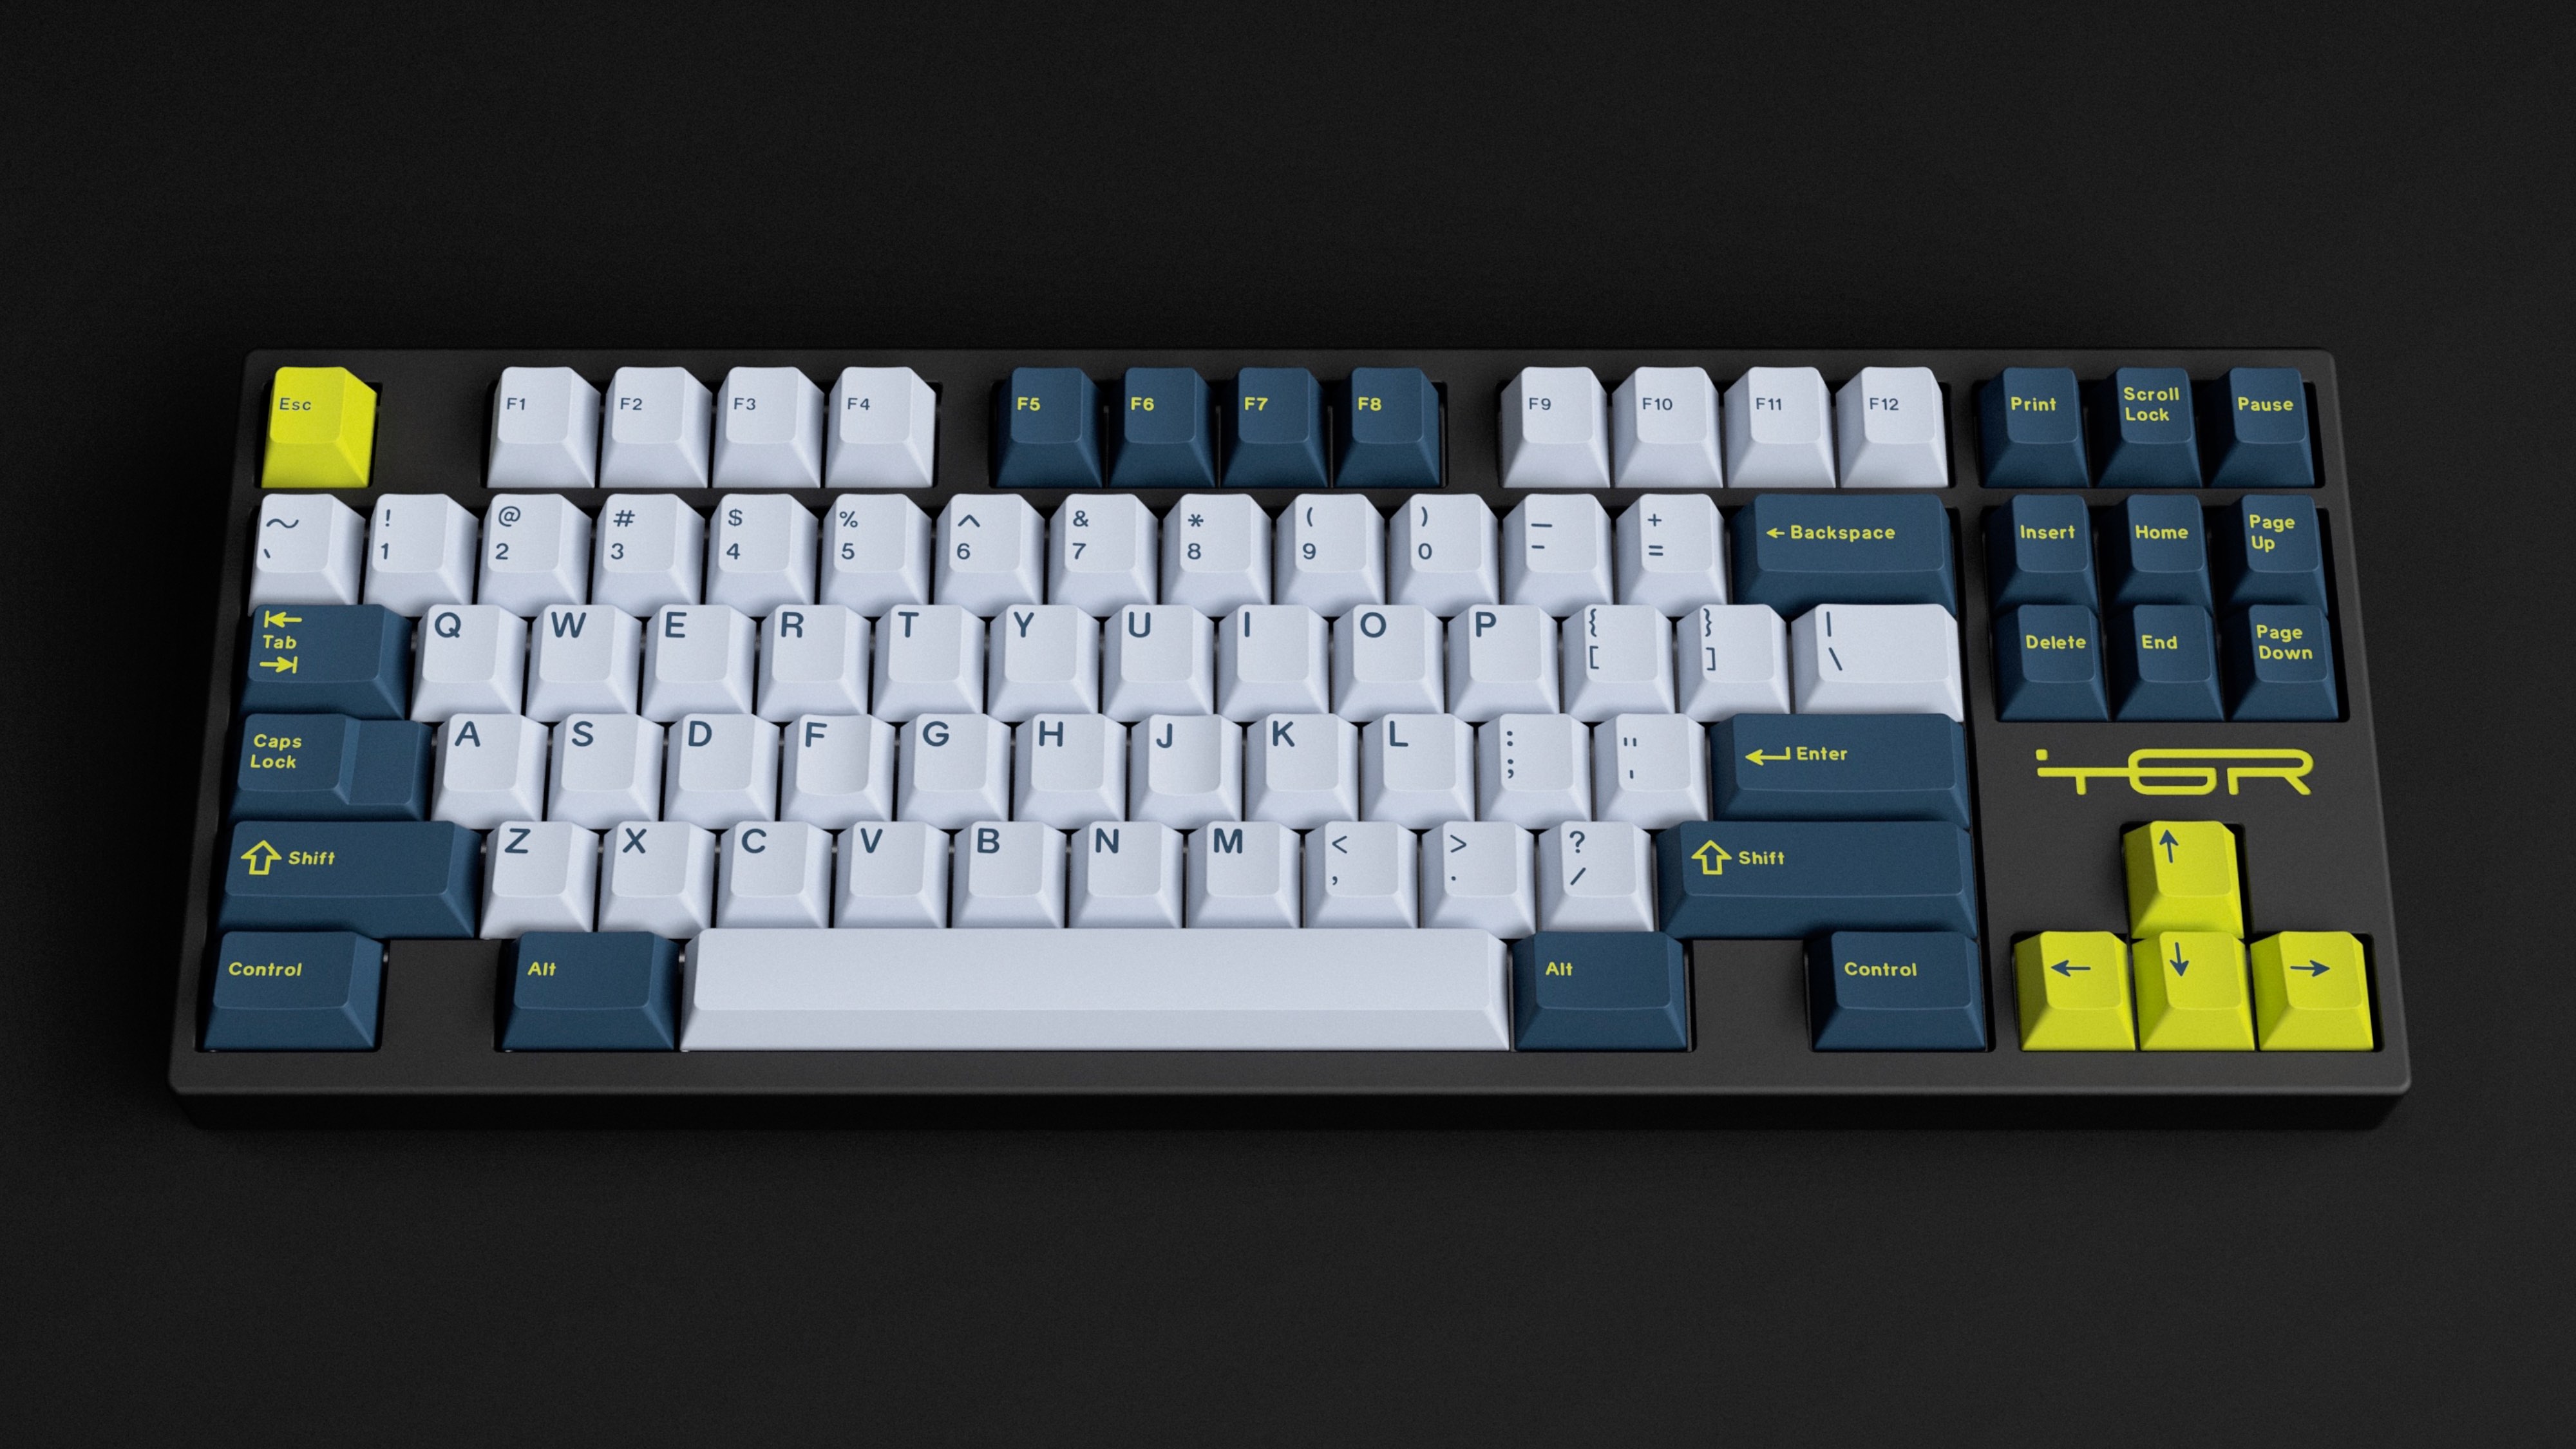 Esc F1 F2 F3 F4 F5 F6 F7 F8 F9 F10 F11 F12 Print Scroll Lock Pause
~ ! @ # $ % ^ & * ( ) _ +
` 1 2 3 4 5 6 7 8 9 0 - = ← Backspace Insert Home Page Up
Tab Q W E R T Y U I O P { } | Delete End Page Down
[ ] \
Caps Lock A S D F G H J K L : " Enter
; '
TGR
Shift Z X C V B N M < > ? Shift ↑
, . /
Control Alt Alt Control ← ↓ →